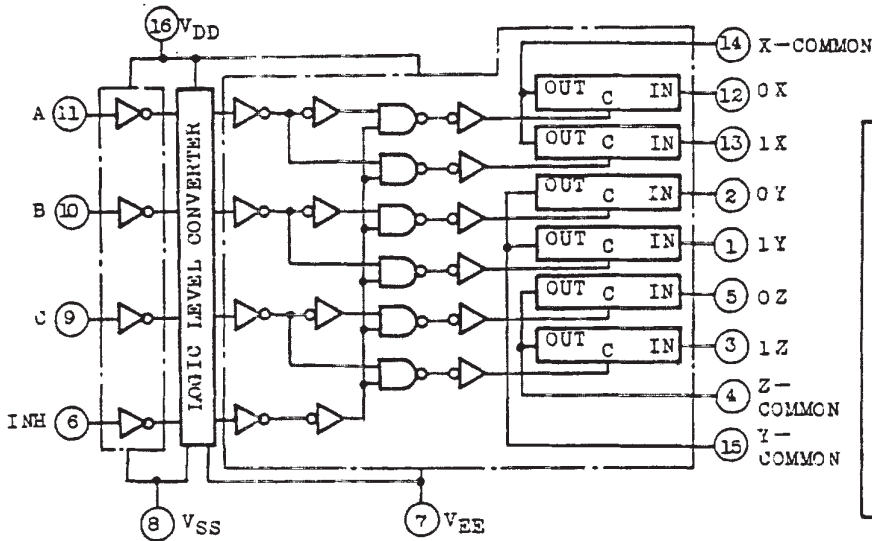 16 VDD
14 X-COMMON
OUT C IN 12 0X
A 11
OUT C IN 13 1X
OUT C IN 2 0Y
B 10
OUT C IN 1 1Y
OUT C IN 5 0Z
C 9
OUT C IN 3 1Z
LOGIC LEVEL CONVERTER
4 Z-
COMMON
INH 6
15 Y-
COMMON
8 VSS
7 VEE